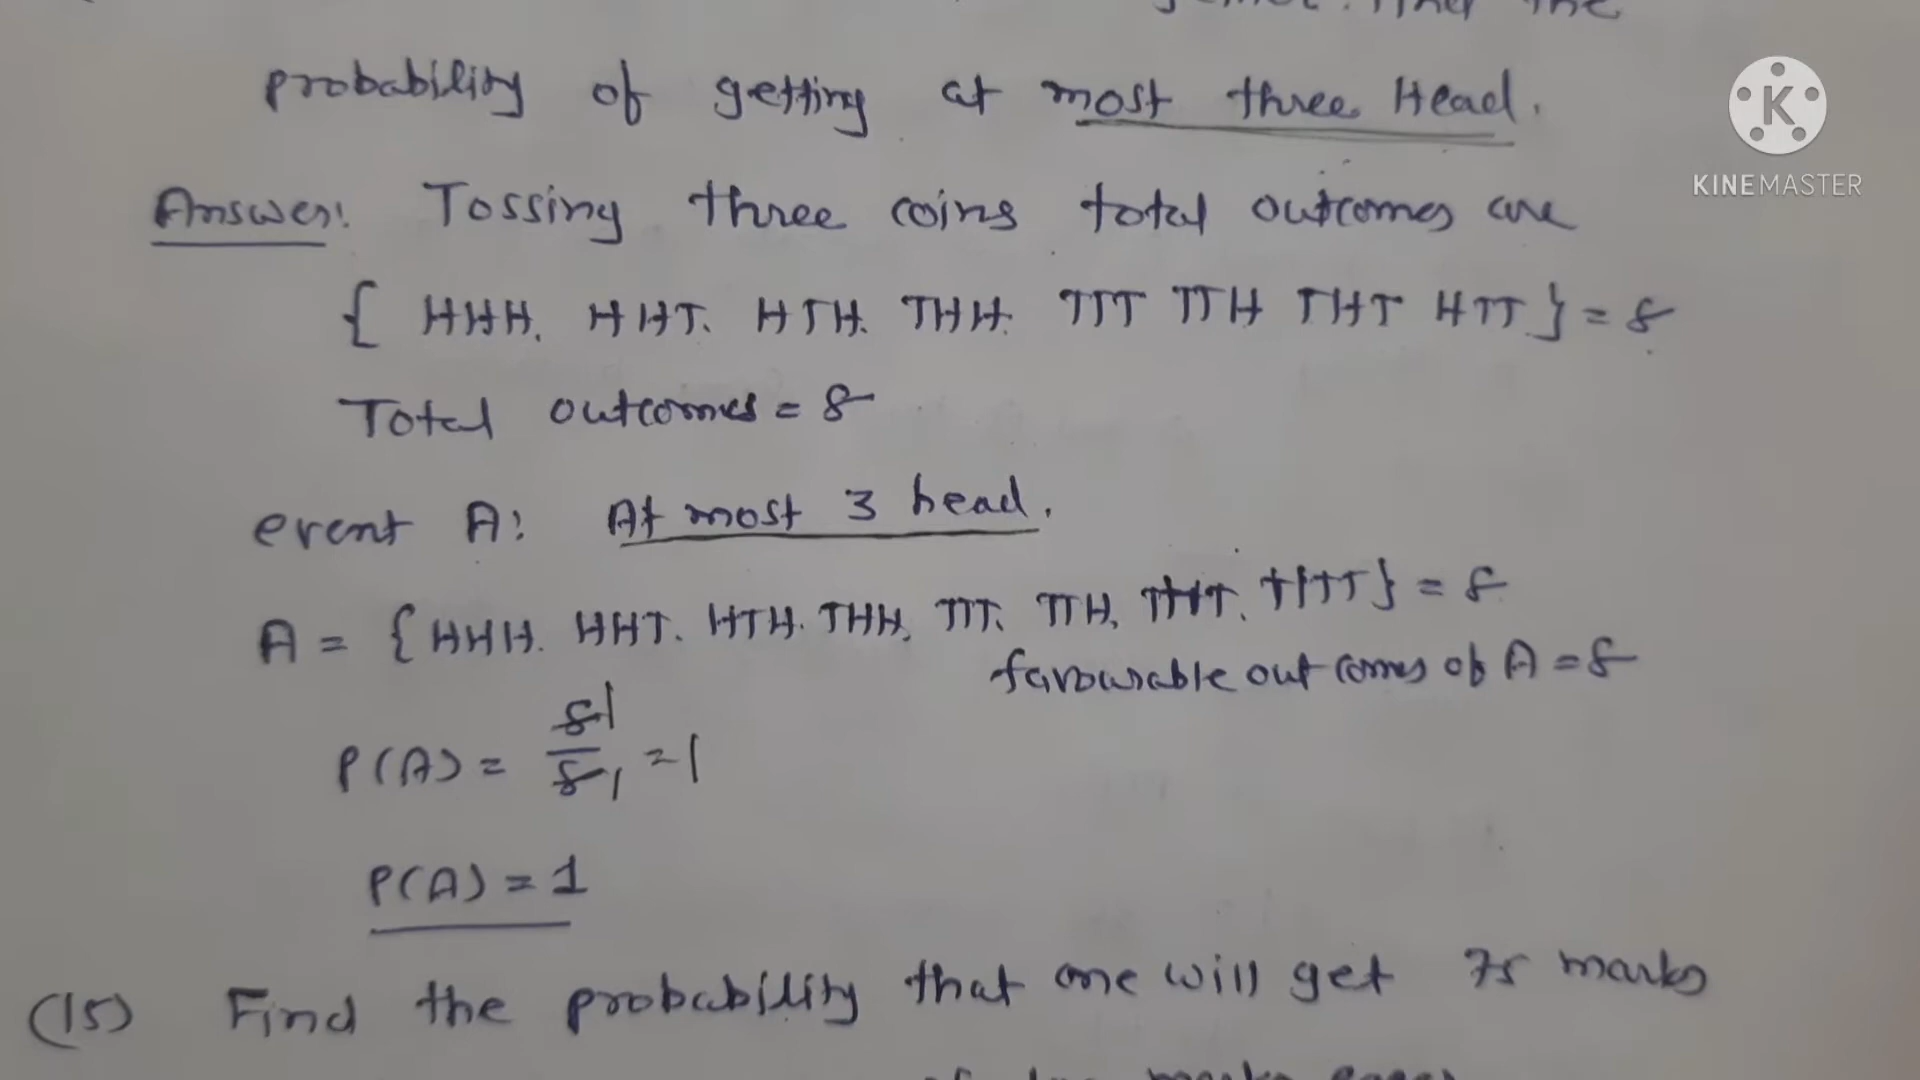 probability of getting at most three Head.
K
KINEMASTER
Answer: Tossing three coins total outcomes are
{ HHH. HHT. HTH. THH. TTT TTH THT HTT } = 8
Total outcomes = 8
event A: At most 3 head.
A = { HHH. HHT. HTH. THH, TTT. TTH, THT. HTT } = 8
favourable outcomes of A = 8
P(A) = 8/8 = 1
P(A) = 1
(15) Find the probability that one will get 75 marks